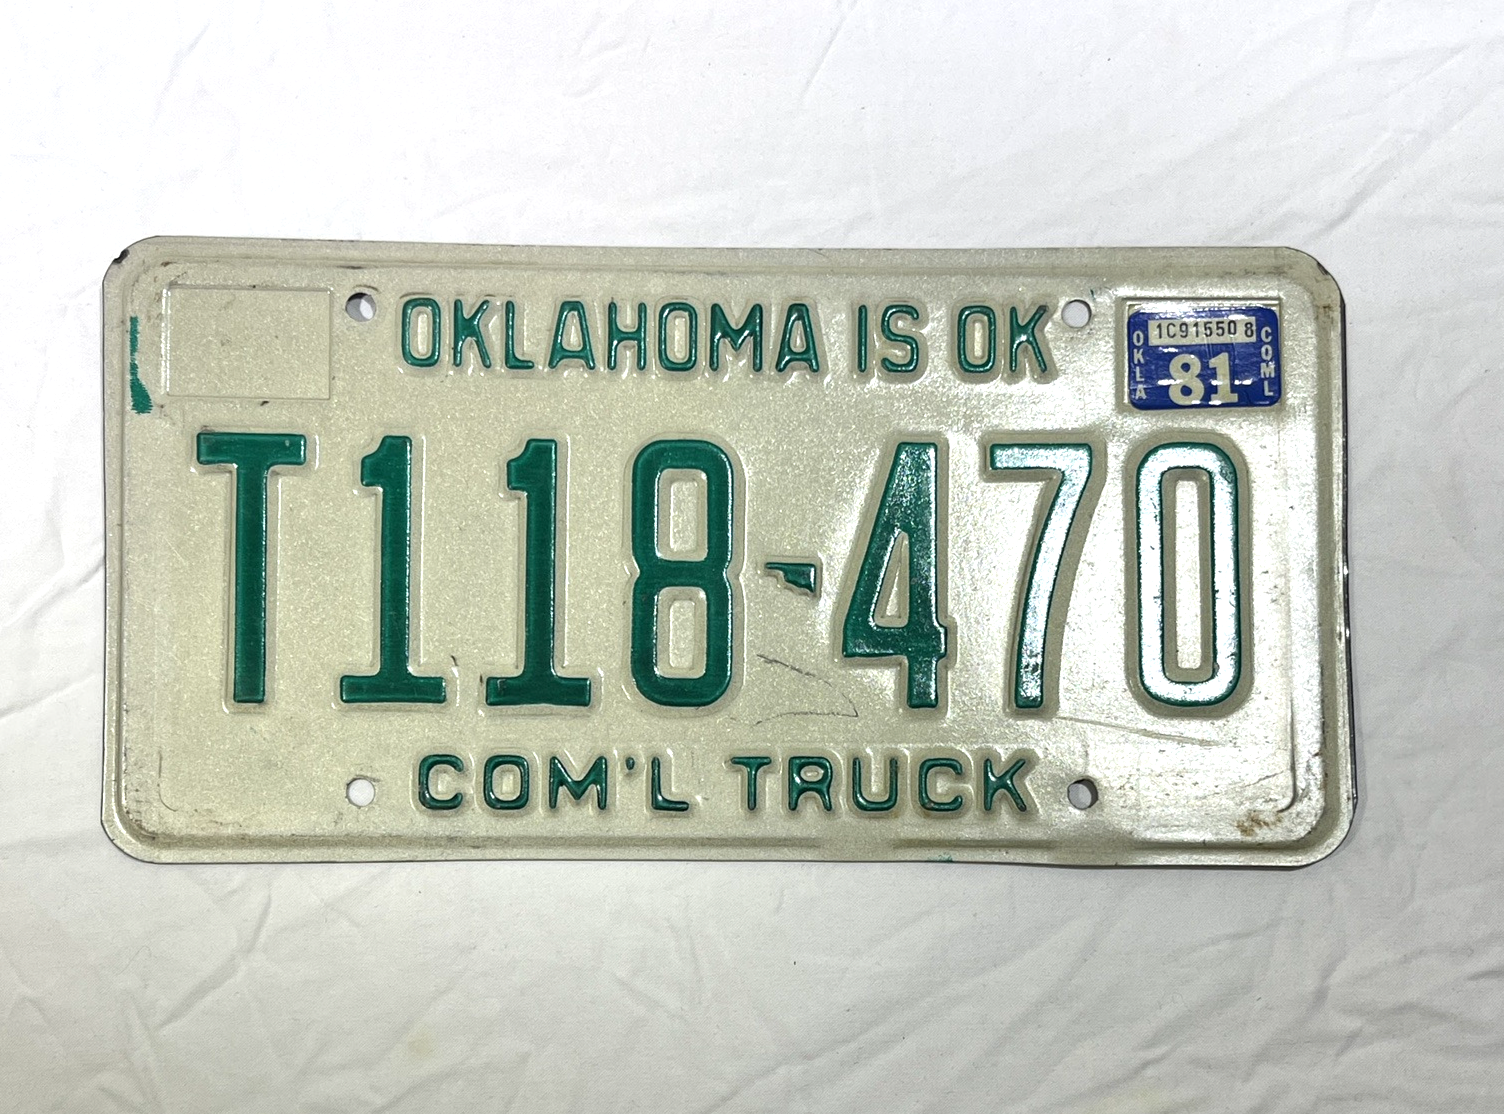 OKLAHOMA IS OK
1C91550 8
OKLA
81
COML
T118-470
COM'L TRUCK